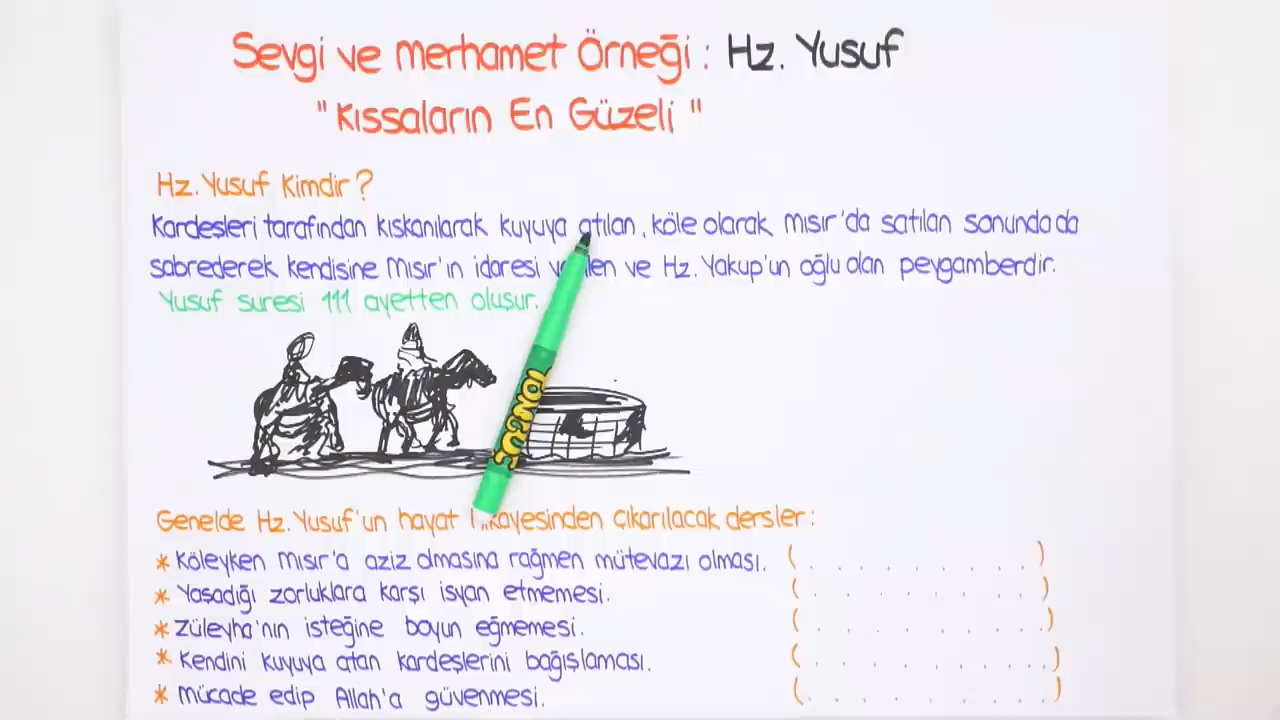 Sevgi ve Merhamet Örneği : Hz. Yusuf
" Kıssaların En Güzeli "
Hz. Yusuf Kimdir ?
Kardeşleri tarafından kıskanılarak kuyuya atılan, köle olarak Mısır'da satılan sonunda da
sabrederek kendisine Mısır'ın idaresi ve Hz. Yakup'un oğlu olan peygamberdir.
Yusuf suresi 111 ayetten oluşur.
TONGUÇ
Genelde Hz. Yusuf'un hayat çıkarılacak dersler :
* Köleyken Mısır'a aziz olmasına rağmen mütevazı olması. ( . . . . . . . . . )
* Yaşadığı zorluklara karşı isyan etmemesi. ( . . . . . . . . . )
* Züleyha'nın isteğine boyun eğmemesi. ( . . . . . . . . . )
* Kendini kuyuya atan kardeşlerini bağışlaması. ( . . . . . . . . . )
* Mücade edip Allah'a güvenmesi. ( . . . . . . . . . )